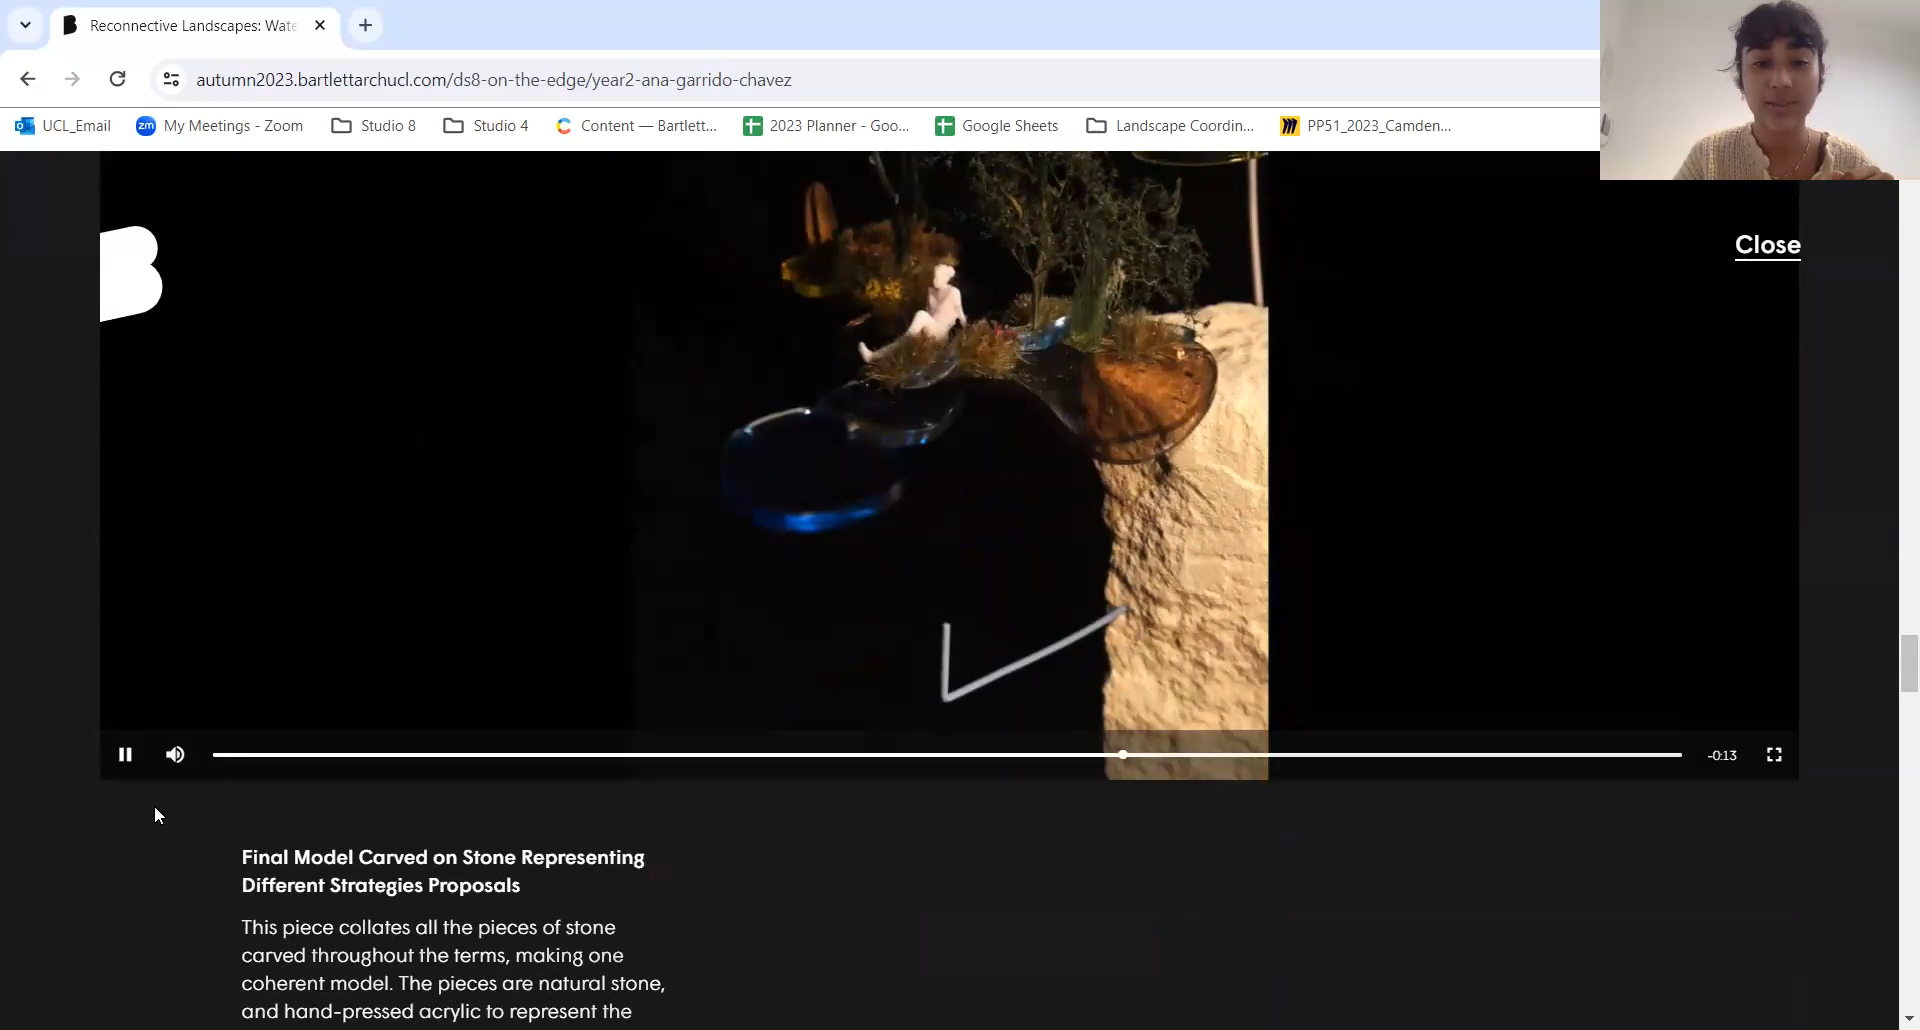 Reconnective Landscapes: Wate
autumn2023.bartlettarchucl.com/ds8-on-the-edge/year2-ana-garrido-chavez
UCL_Email
zm My Meetings - Zoom
Studio 8
Studio 4
Content — Bartlett...
2023 Planner - Goo...
Google Sheets
Landscape Coordin...
PP51_2023_Camden...
B
Close
-0:13
Final Model Carved on Stone Representing
Different Strategies Proposals
This piece collates all the pieces of stone
carved throughout the terms, making one
coherent model. The pieces are natural stone,
and hand-pressed acrylic to represent the